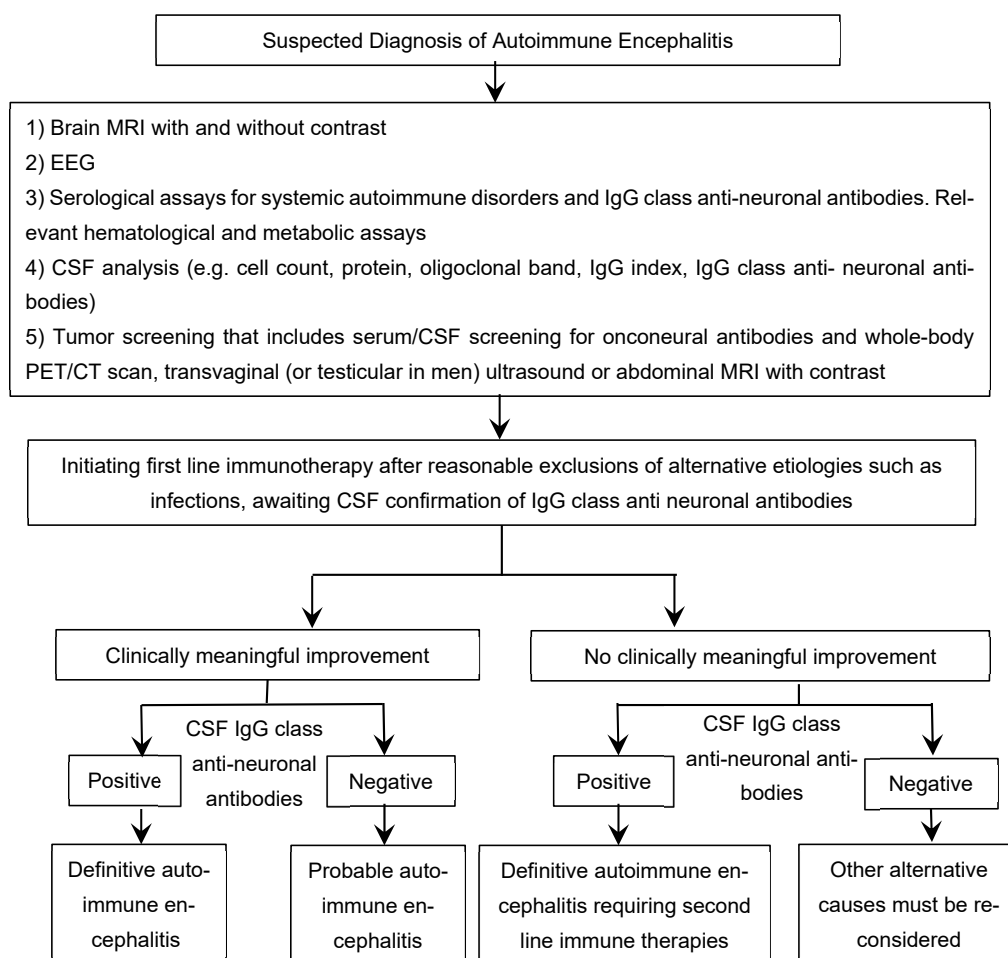 Suspected Diagnosis of Autoimmune Encephalitis
1) Brain MRI with and without contrast
2) EEG
3) Serological assays for systemic autoimmune disorders and IgG class anti-neuronal antibodies. Rel-
evant hematological and metabolic assays
4) CSF analysis (e.g. cell count, protein, oligoclonal band, IgG index, IgG class anti- neuronal anti-
bodies)
5) Tumor screening that includes serum/CSF screening for onconeural antibodies and whole-body
PET/CT scan, transvaginal (or testicular in men) ultrasound or abdominal MRI with contrast
Initiating first line immunotherapy after reasonable exclusions of alternative etiologies such as
infections, awaiting CSF confirmation of IgG class anti neuronal antibodies
Clinically meaningful improvement
No clinically meaningful improvement
CSF IgG class
anti-neuronal
antibodies
Positive
Negative
CSF IgG class
anti-neuronal anti-
bodies
Positive
Negative
Definitive auto-
immune en-
cephalitis
Probable auto-
immune en-
cephalitis
Definitive autoimmune en-
cephalitis requiring second
line immune therapies
Other alternative
causes must be re-
considered